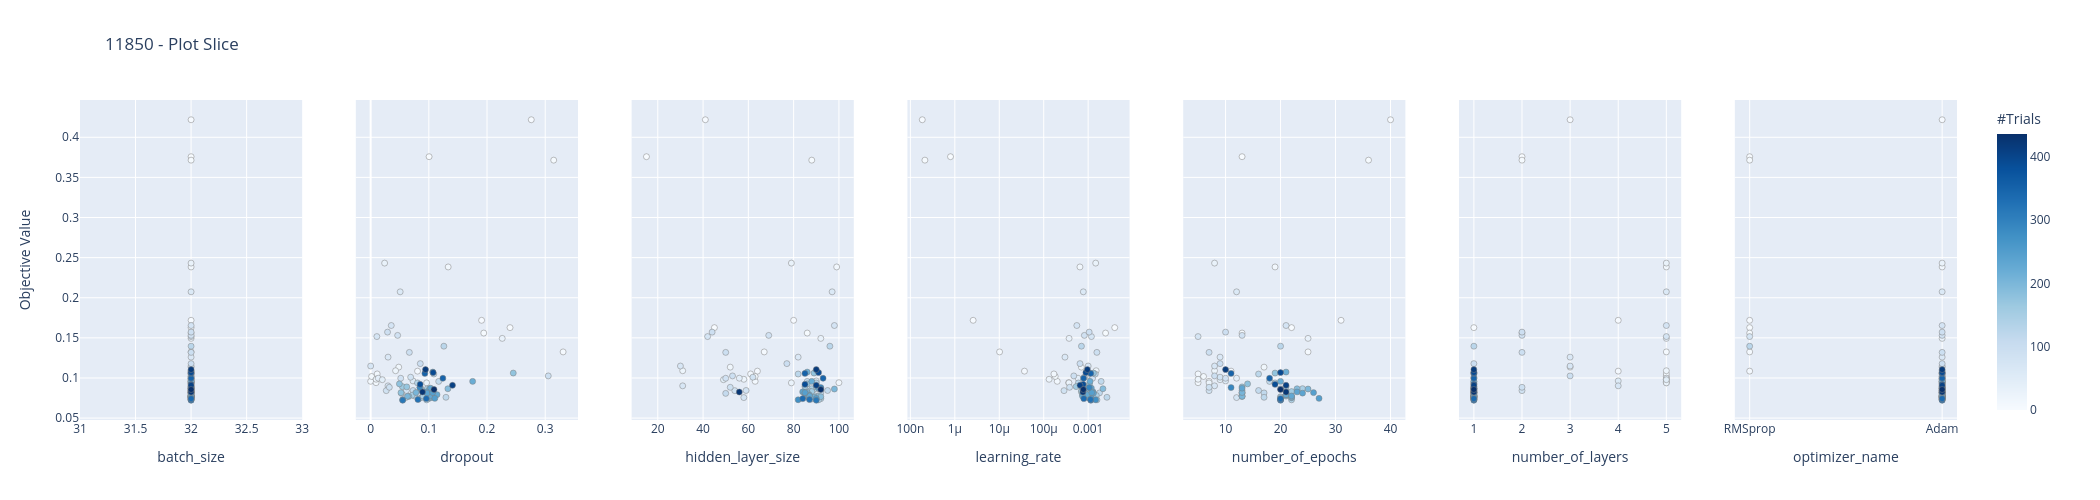 11850 - Plot Slice
#Trials
400
300
200
100
0
Objective Value
0.4
0.35
0.3
0.25
0.2
0.15
0.1
0.05
31 31.5 32 32.5 33
batch_size
0 0.1 0.2 0.3
dropout
20 40 60 80 100
hidden_layer_size
100n 1μ 10μ 100μ 0.001
learning_rate
10 20 30 40
number_of_epochs
1 2 3 4 5
number_of_layers
RMSprop Adam
optimizer_name